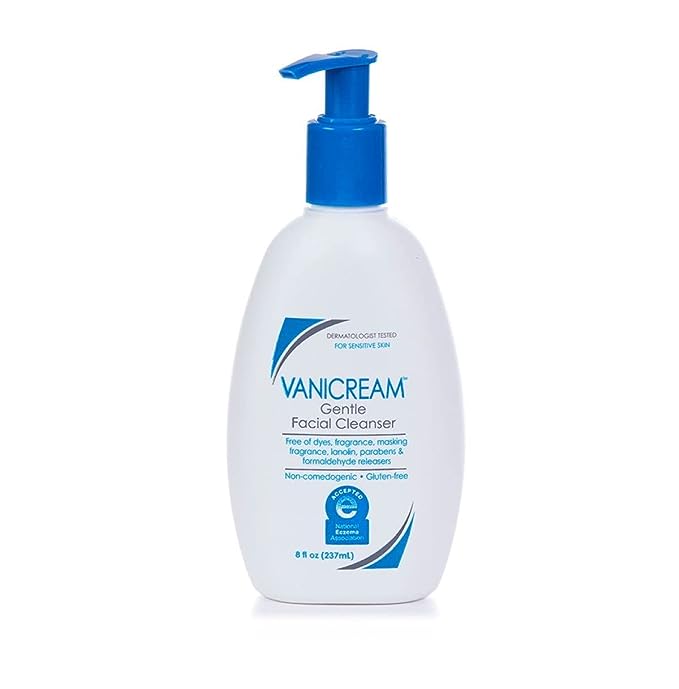 DERMATOLOGIST TESTED
FOR SENSITIVE SKIN
VANICREAM™
Gentle
Facial Cleanser
Free of dyes, fragrance, masking
fragrance, lanolin, parabens &
formaldehyde releasers
Non-comedogenic • Gluten-free
ACCEPTED
National
Eczema
Association
8 fl oz (237mL)